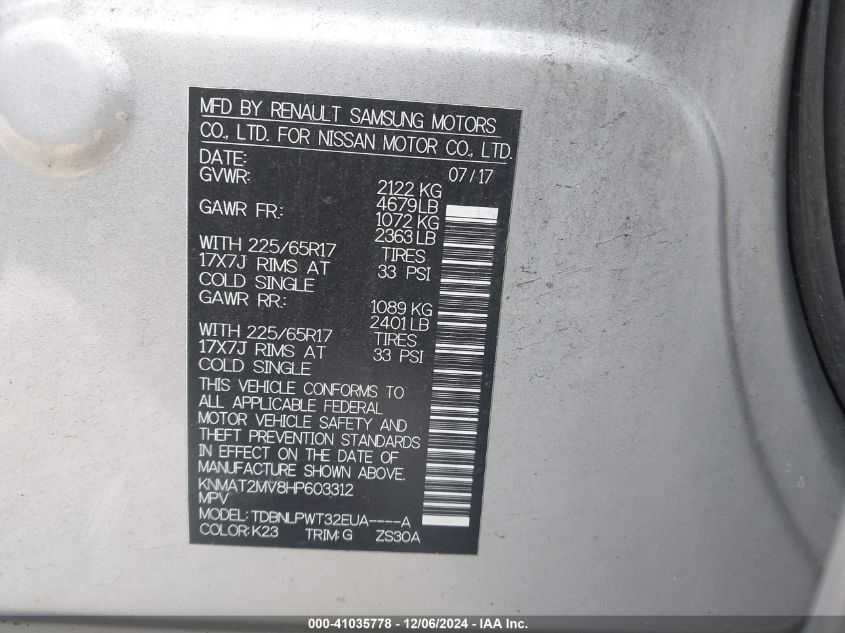 MFD BY RENAULT SAMSUNG MOTORS
CO., LTD. FOR NISSAN MOTOR CO., LTD.
DATE: 07/17
GVWR: 2122 KG
4679LB
GAWR FR.: 1072 KG
2363 LB
WITH 225/65R17 TIRES
17X7J RIMS AT 33 PSI
COLD SINGLE
GAWR RR.: 1089 KG
2401 LB
WITH 225/65R17 TIRES
17X7J RIMS AT 33 PSI
COLD SINGLE
THIS VEHICLE CONFORMS TO
ALL APPLICABLE FEDERAL
MOTOR VEHICLE SAFETY AND
THEFT PREVENTION STANDARDS
IN EFFECT ON THE DATE OF
MANUFACTURE SHOWN ABOVE.
KNMAT2MV8HP603312
MPV
MODEL: TDBNLPWT32EUA----A
COLOR: K23 TRIM: G ZS30A
000-41035778 - 12/06/2024 - IAAI.com